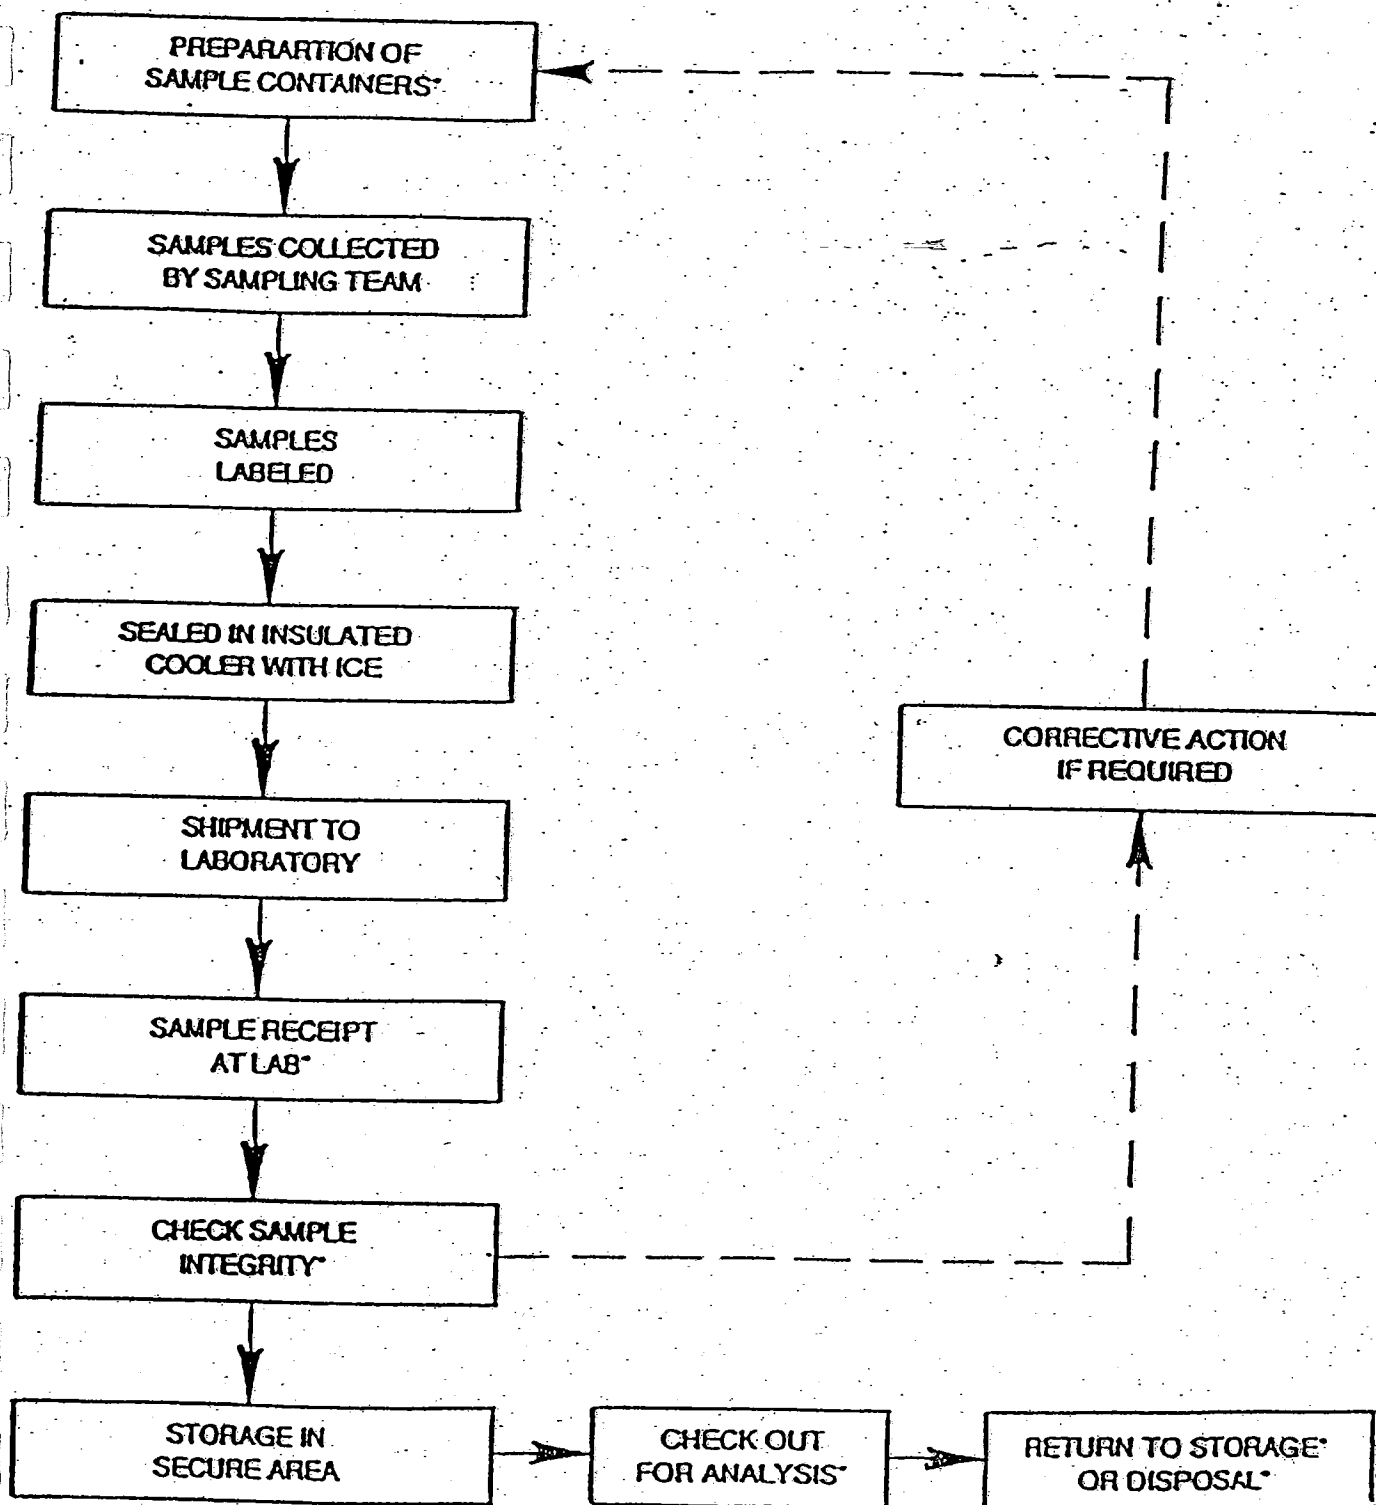 PREPARARTION OF
SAMPLE CONTAINERS*
SAMPLES COLLECTED
BY SAMPLING TEAM
SAMPLES
LABELED
SEALED IN INSULATED
COOLER WITH ICE
CORRECTIVE ACTION
IF REQUIRED
SHIPMENT TO
LABORATORY
SAMPLE RECEIPT
AT LAB*
CHECK SAMPLE
INTEGRITY*
STORAGE IN
SECURE AREA
CHECK OUT
FOR ANALYSIS*
RETURN TO STORAGE*
OR DISPOSAL*